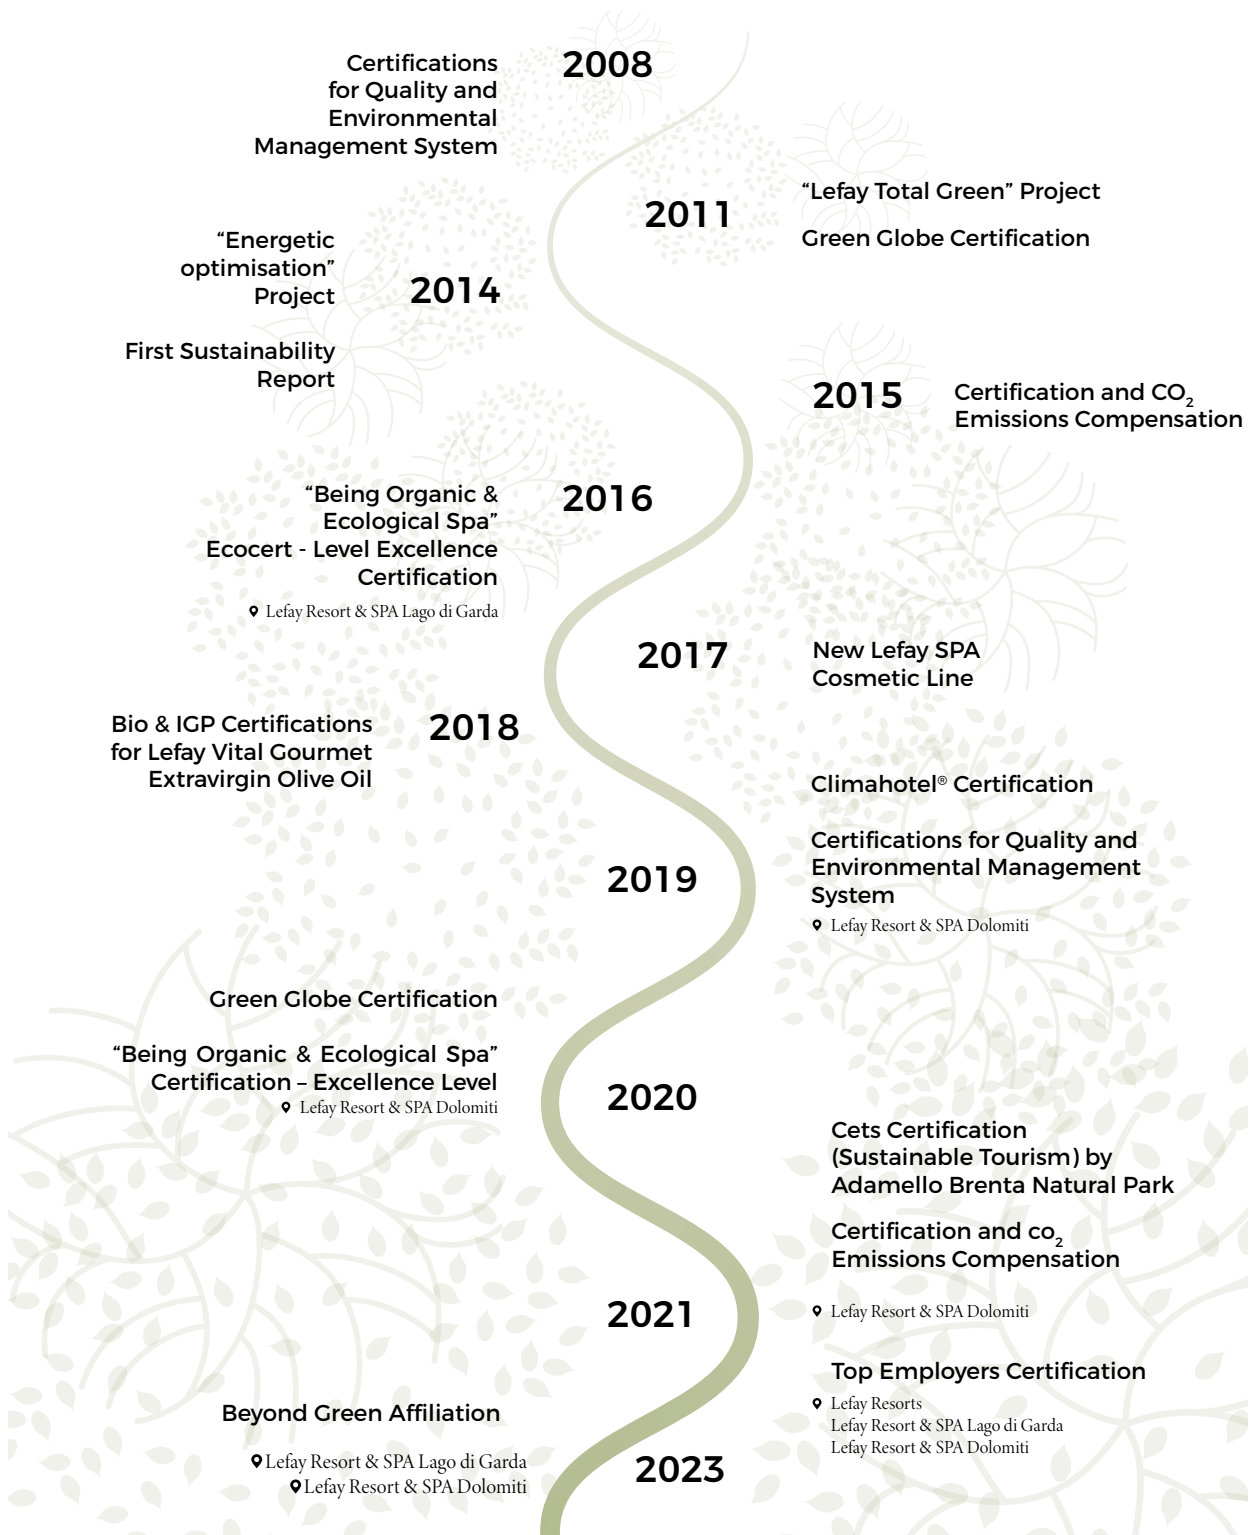 2008
Certifications
for Quality and
Environmental
Management System
2011
“Lefay Total Green” Project
Green Globe Certification
“Energetic
optimisation”
Project
2014
First Sustainability
Report
2015
Certification and CO₂
Emissions Compensation
“Being Organic &
Ecological Spa”
Ecocert - Level Excellence
Certification
Lefay Resort & SPA Lago di Garda
2016
2017
New Lefay SPA
Cosmetic Line
Bio & IGP Certifications
for Lefay Vital Gourmet
Extravirgin Olive Oil
2018
Climahotel® Certification
Certifications for Quality and
Environmental Management
System
Lefay Resort & SPA Dolomiti
2019
Green Globe Certification
“Being Organic & Ecological Spa”
Certification – Excellence Level
Lefay Resort & SPA Dolomiti
2020
Cets Certification
(Sustainable Tourism) by
Adamello Brenta Natural Park
Certification and co₂
Emissions Compensation
Lefay Resort & SPA Dolomiti
2021
Top Employers Certification
Lefay Resorts
Lefay Resort & SPA Lago di Garda
Lefay Resort & SPA Dolomiti
Beyond Green Affiliation
Lefay Resort & SPA Lago di Garda
Lefay Resort & SPA Dolomiti
2023